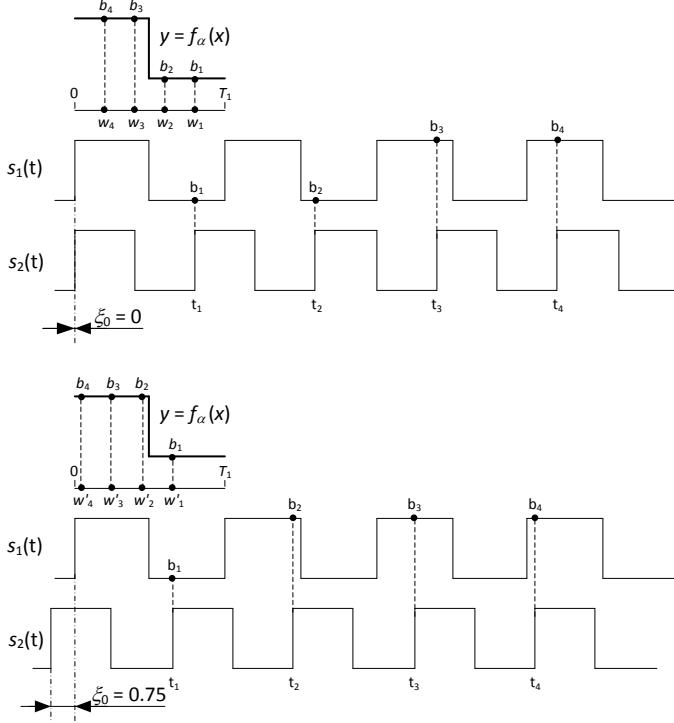 b₄ b₃
y = fα(x)
b₂ b₁
0 T₁
w₄ w₃ w₂ w₁
b₃ b₄
s₁(t)
b₁ b₂
s₂(t)
t₁ t₂ t₃ t₄
ξ₀ = 0
b₄ b₃ b₂
y = fα(x)
b₁
0 T₁
w'₄ w'₃ w'₂ w'₁
b₂ b₃ b₄
s₁(t)
b₁
s₂(t)
t₁ t₂ t₃ t₄
ξ₀ = 0.75